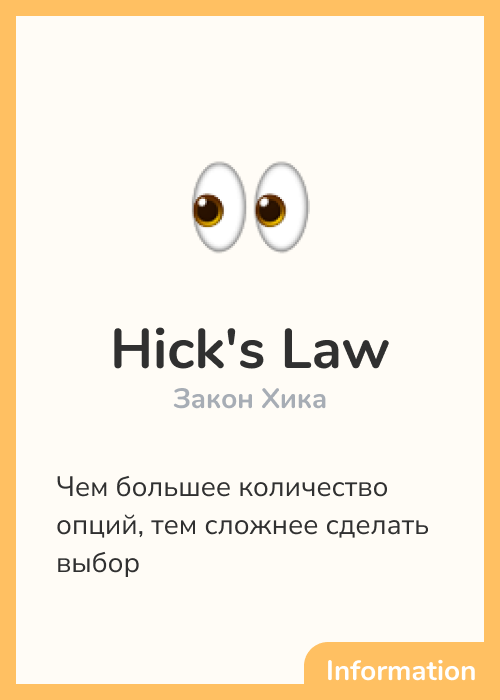 Hick's Law
Закон Хика
Чем большее количество
опций, тем сложнее сделать
выбор
Information